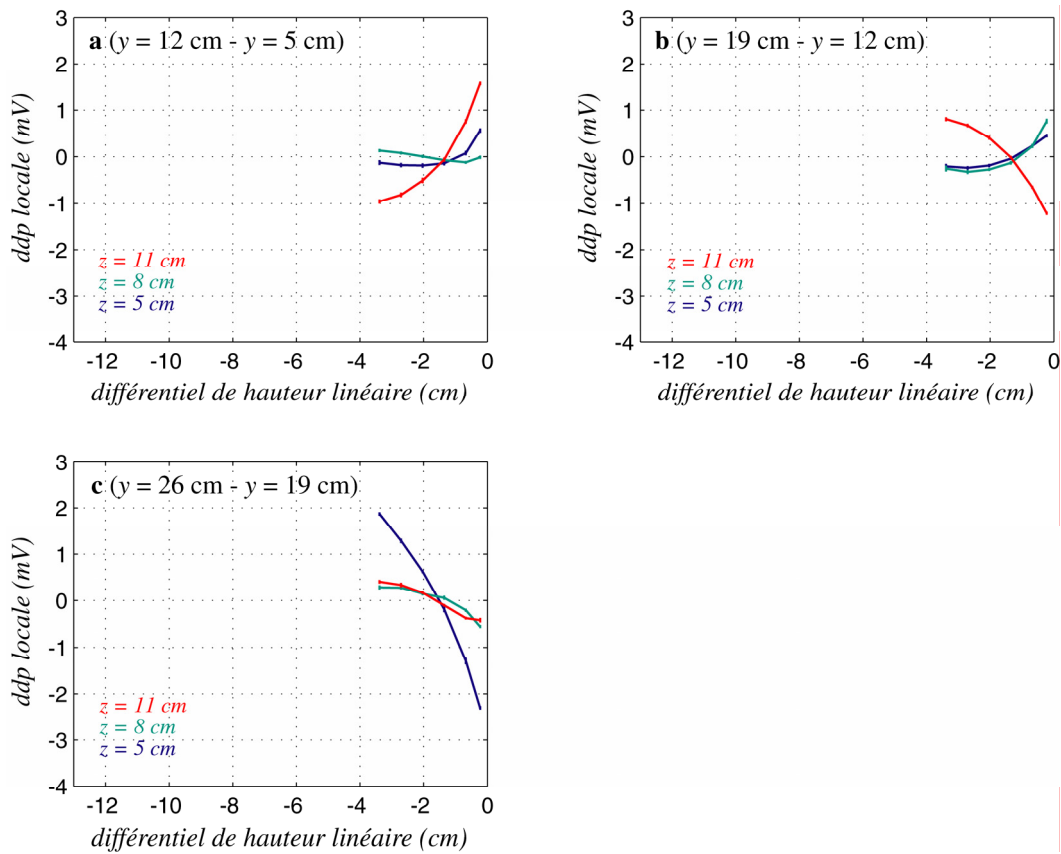 a (y = 12 cm - y = 5 cm)
3
2
1
0
-1
-2
-3
-4
ddp locale (mV)
z = 11 cm
z = 8 cm
z = 5 cm
-12 -10 -8 -6 -4 -2 0
différentiel de hauteur linéaire (cm)
b (y = 19 cm - y = 12 cm)
3
2
1
0
-1
-2
-3
-4
ddp locale (mV)
z = 11 cm
z = 8 cm
z = 5 cm
-12 -10 -8 -6 -4 -2 0
différentiel de hauteur linéaire (cm)
c (y = 26 cm - y = 19 cm)
3
2
1
0
-1
-2
-3
-4
ddp locale (mV)
z = 11 cm
z = 8 cm
z = 5 cm
-12 -10 -8 -6 -4 -2 0
différentiel de hauteur linéaire (cm)